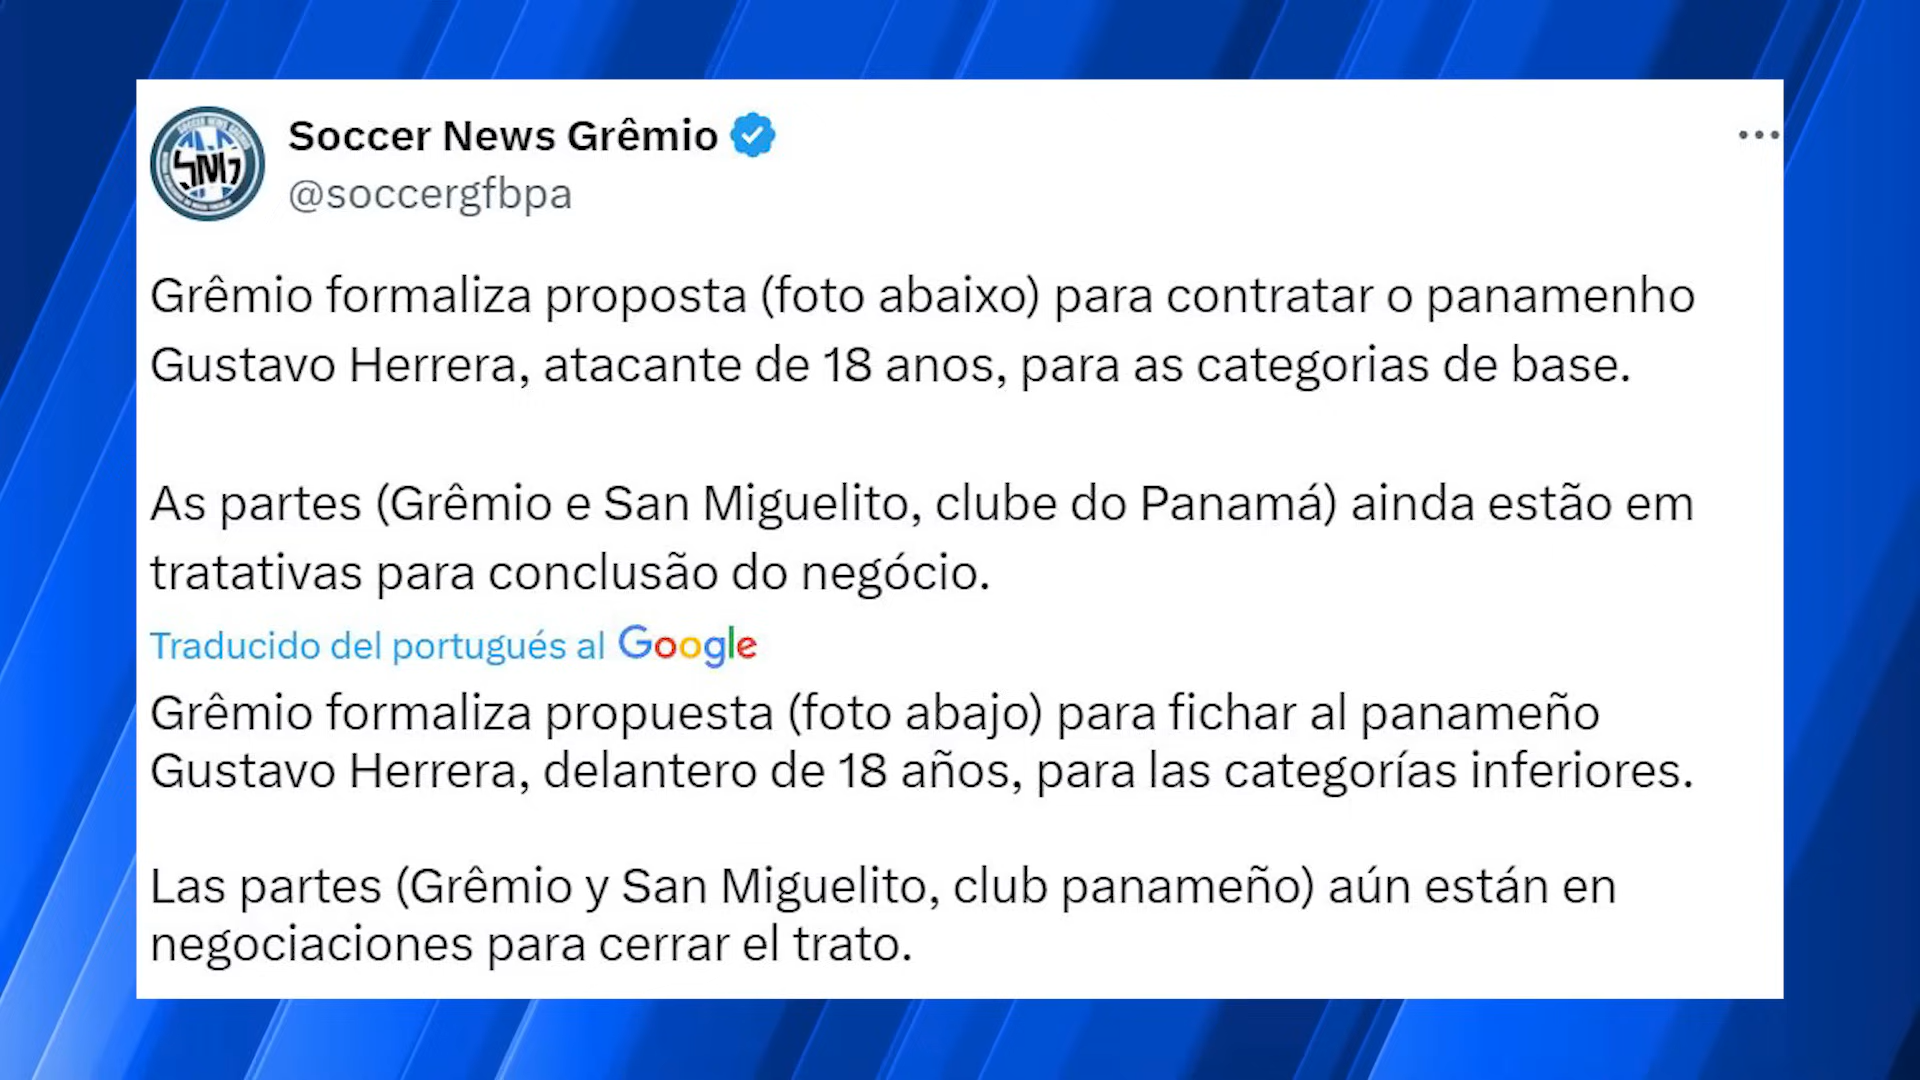 Soccer News Grêmio
@soccergfbpa
Grêmio formaliza proposta (foto abaixo) para contratar o panamenho
Gustavo Herrera, atacante de 18 anos, para as categorias de base.
As partes (Grêmio e San Miguelito, clube do Panamá) ainda estão em
tratativas para conclusão do negócio.
Traducido del portugués al Google
Grêmio formaliza propuesta (foto abajo) para fichar al panameño
Gustavo Herrera, delantero de 18 años, para las categorías inferiores.
Las partes (Grêmio y San Miguelito, club panameño) aún están en
negociaciones para cerrar el trato.